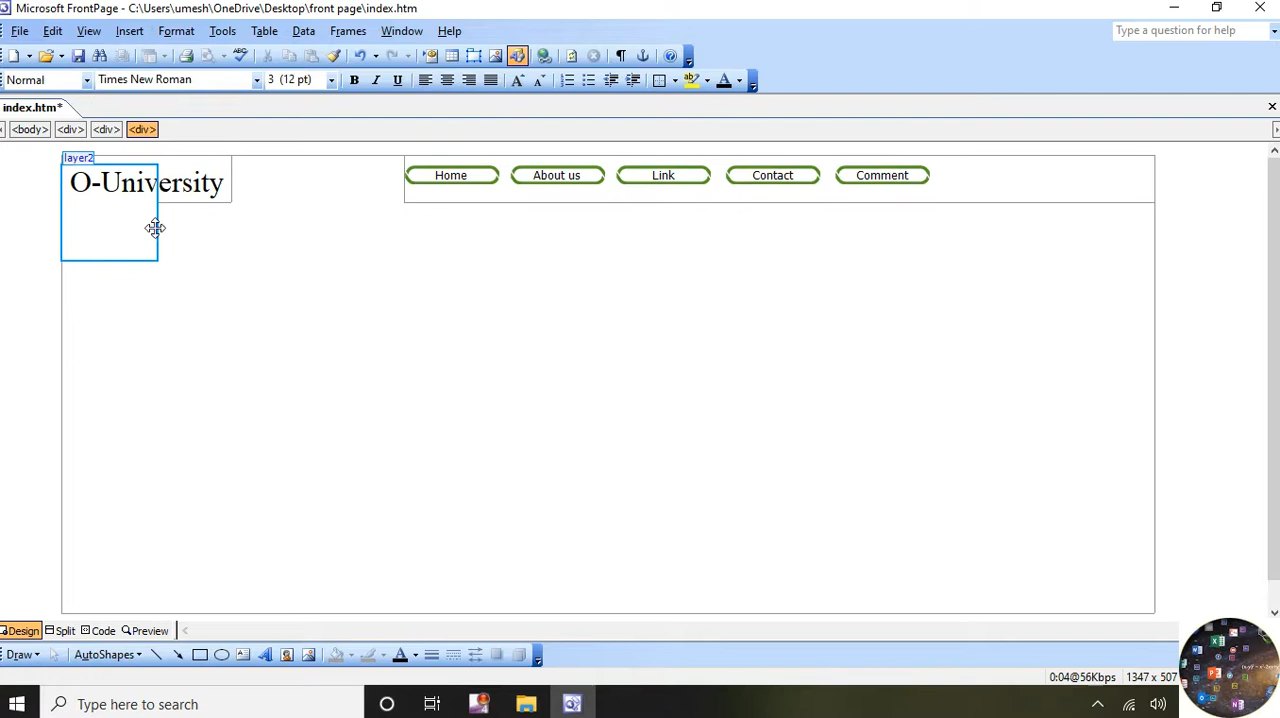 Microsoft FrontPage - C:\Users\umesh\OneDrive\Desktop\front page\index.htm
File Edit View Insert Format Tools Table Data Frames Window Help
Type a question for help
Normal Times New Roman 3 (12 pt)
index.htm*
<body> <div> <div> <div>
layer2
O-University
Home About us Link Contact Comment
Design Split Code Preview
Draw AutoShapes
0:04@56Kbps 1347 x 507
Type here to search